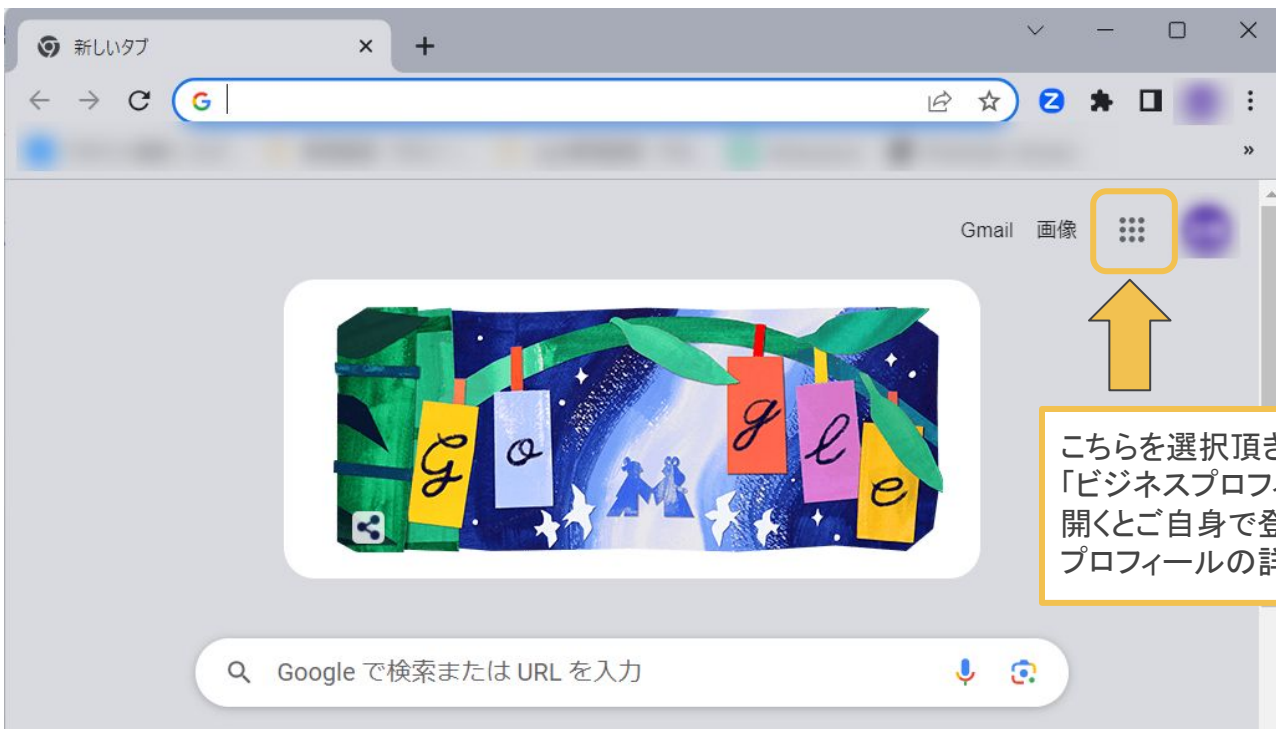 新しいタブ
Gmail 画像
G o g l e
こちらを選択頂き
「ビジネスプロフ
開くとご自身で登
プロフィールの詳
Google で検索または URL を入力